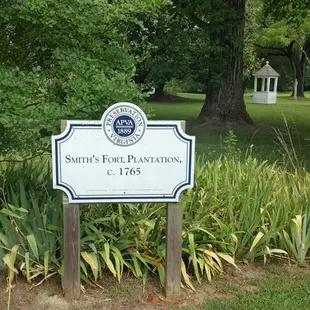 PRESERVATION
APVA
1889
VIRGINIA
SMITH'S FORT, PLANTATION,
C. 1765